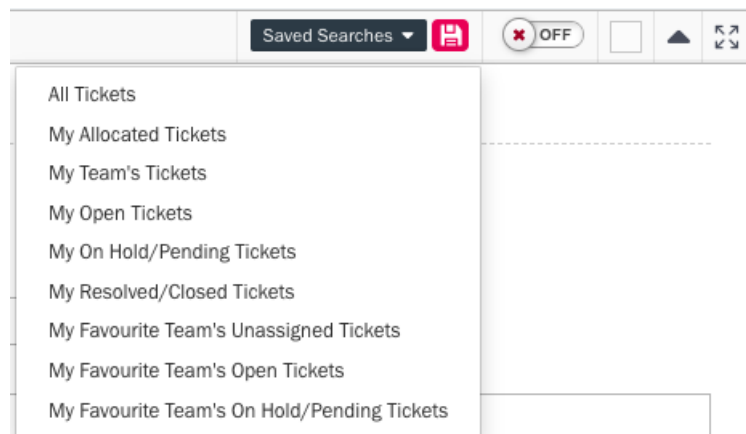 Saved Searches
OFF
All Tickets
My Allocated Tickets
My Team's Tickets
My Open Tickets
My On Hold/Pending Tickets
My Resolved/Closed Tickets
My Favourite Team's Unassigned Tickets
My Favourite Team's Open Tickets
My Favourite Team's On Hold/Pending Tickets